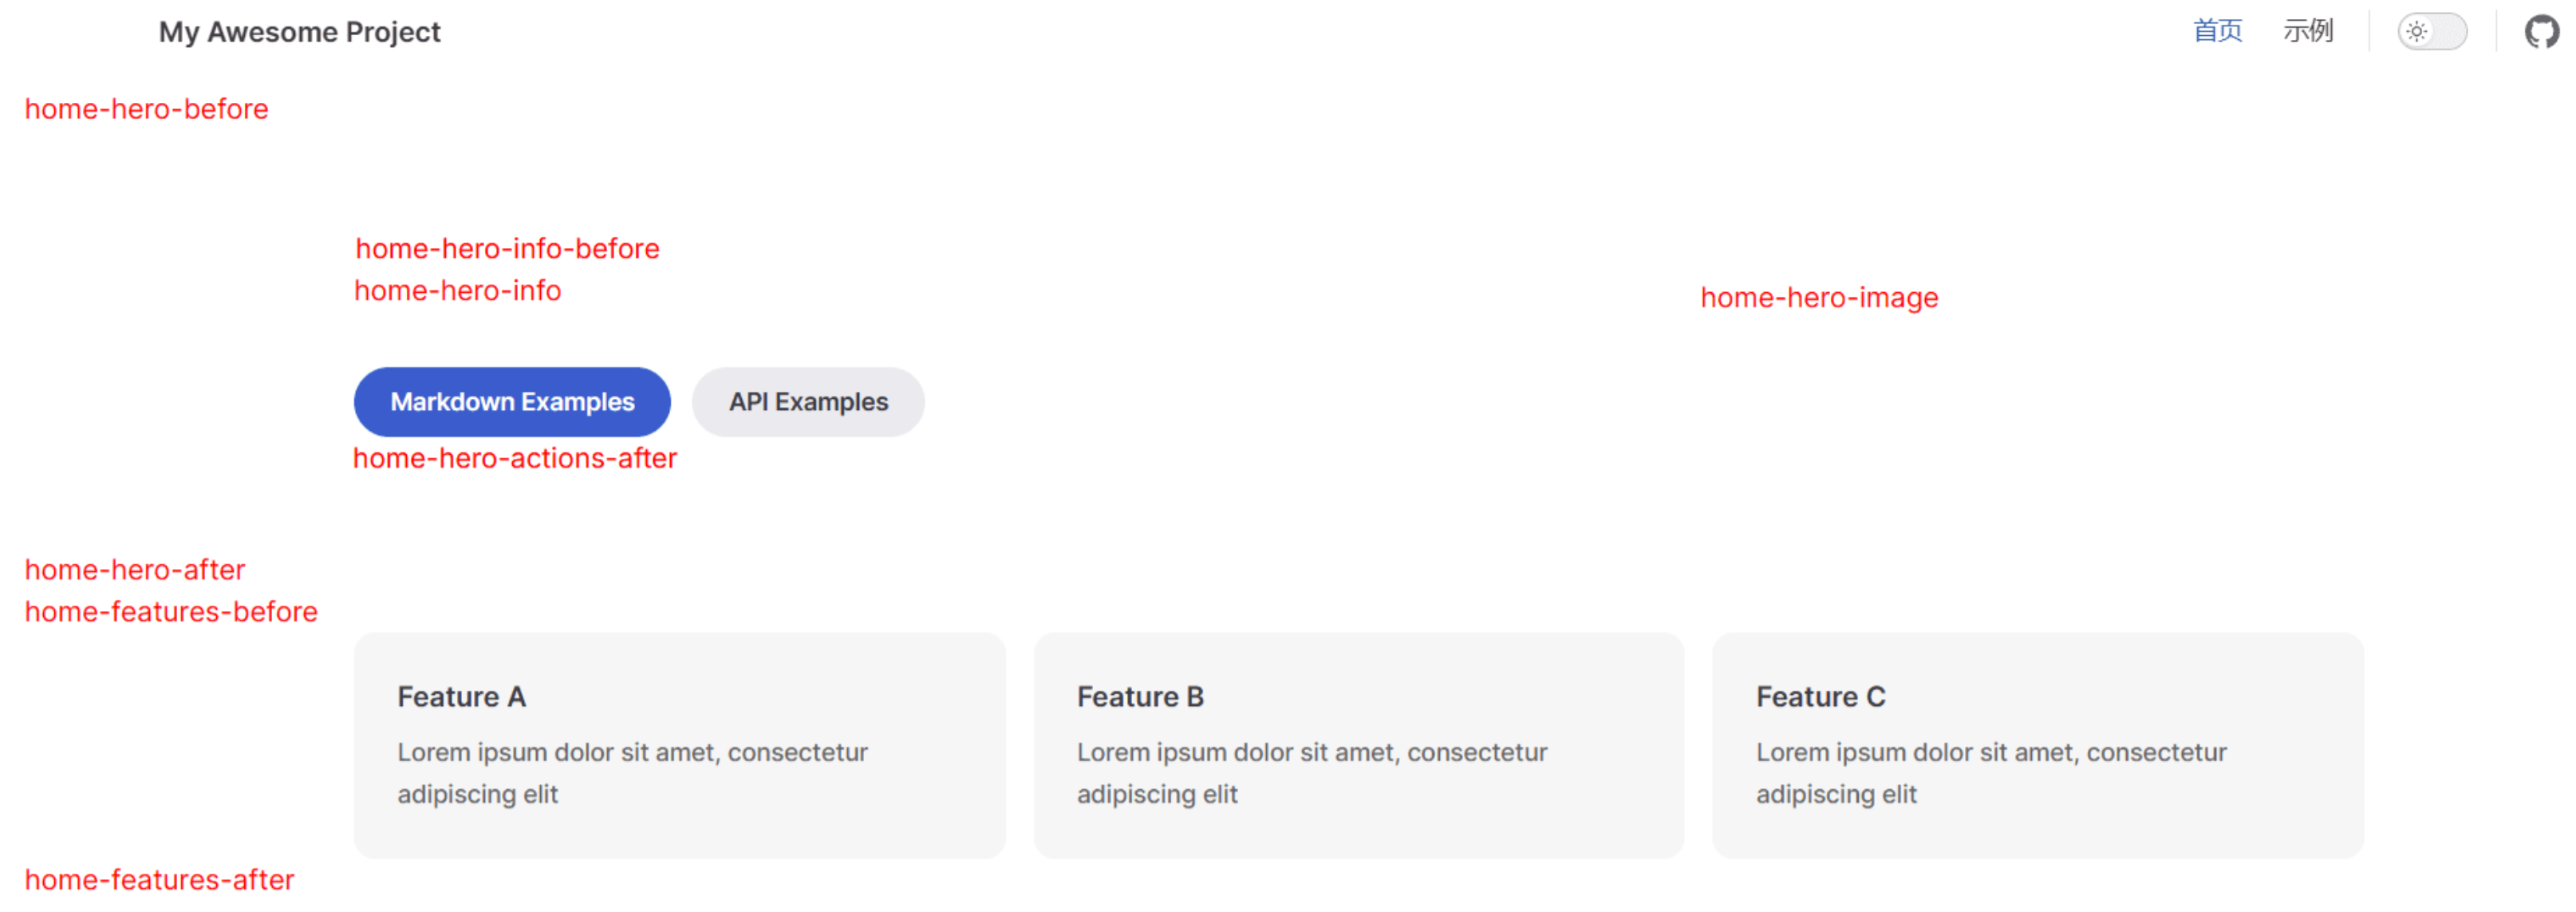 My Awesome Project
首页
示例
home-hero-before
home-hero-info-before
home-hero-info
home-hero-image
Markdown Examples
API Examples
home-hero-actions-after
home-hero-after
home-features-before
Feature A
Lorem ipsum dolor sit amet, consectetur
adipiscing elit
Feature B
Lorem ipsum dolor sit amet, consectetur
adipiscing elit
Feature C
Lorem ipsum dolor sit amet, consectetur
adipiscing elit
home-features-after